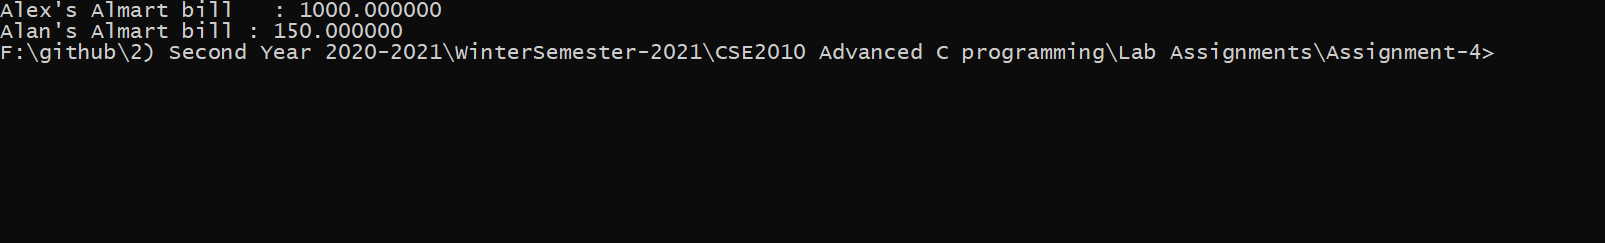 Alex's Almart bill   : 1000.000000
Alan's Almart bill : 150.000000
F:\github\2) Second Year 2020-2021\WinterSemester-2021\CSE2010 Advanced C programming\Lab Assignments\Assignment-4>